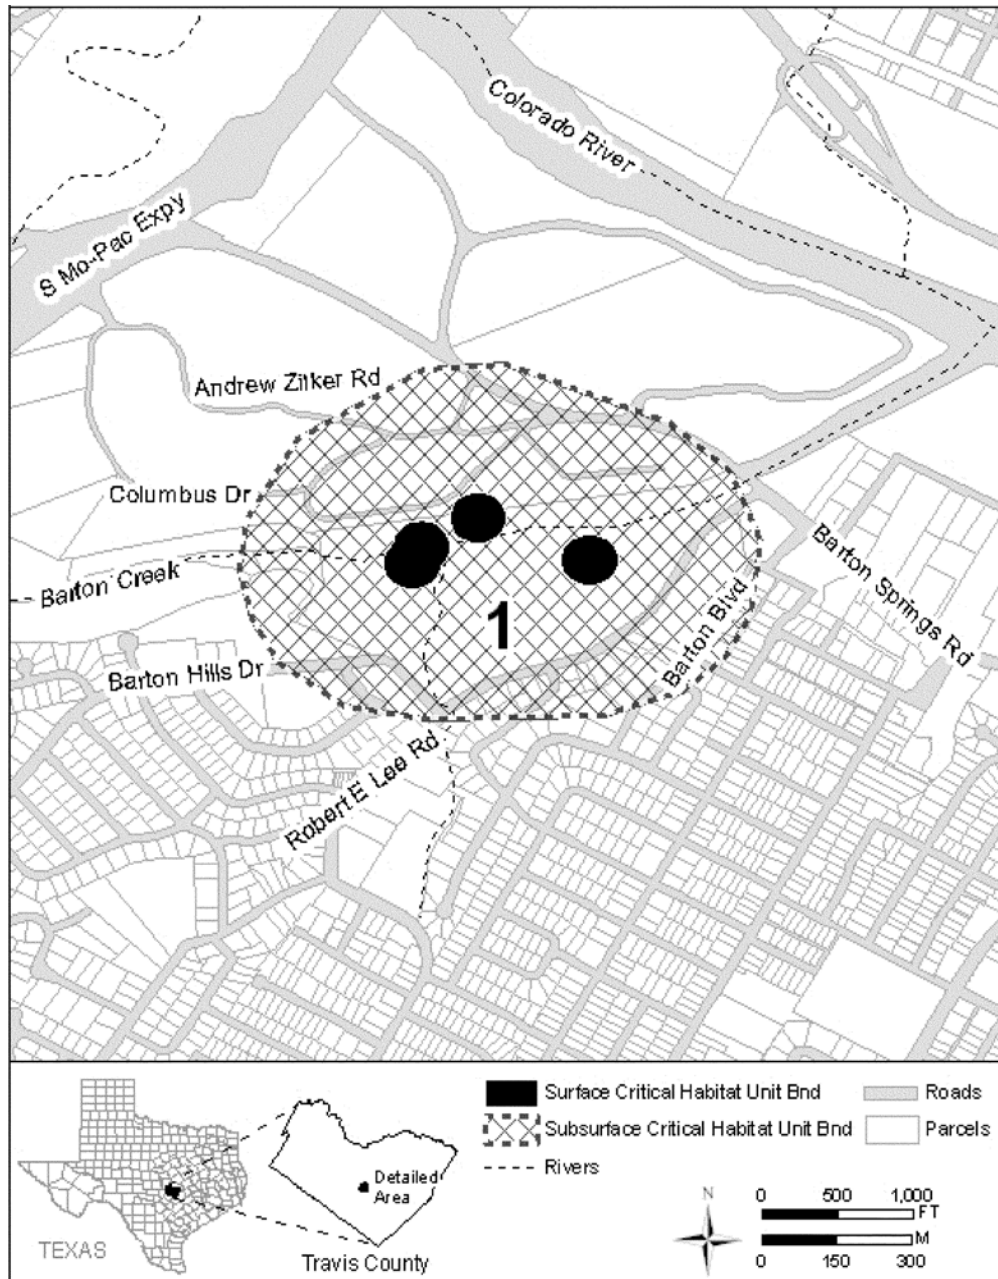 Colorado River
S Mo-Pac Expy
Andrew Zilker Rd
Columbus Dr
Barton Creek
Barton Springs Rd
1
Barton Blvd
Barton Hills Dr
Robert E Lee Rd
Surface Critical Habitat Unit Bnd
Roads
Subsurface Critical Habitat Unit Bnd
Parcels
Rivers
Detailed
Area
TEXAS
Travis County
N
0 500 1,000
FT
M
0 150 300